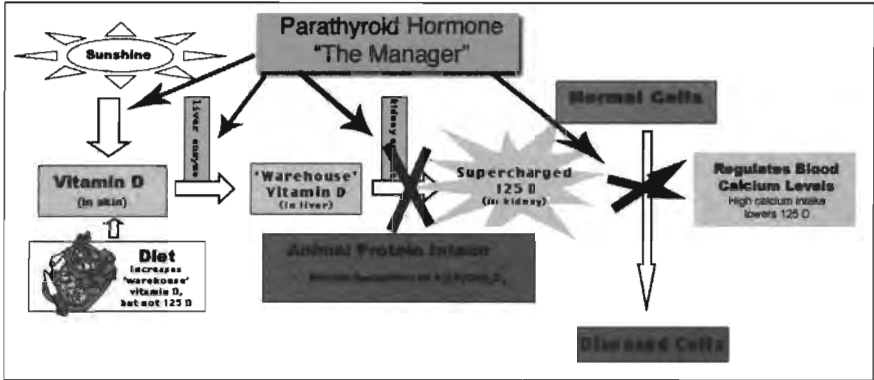 Parathyroid Hormone
"The Manager"
Sunshine
liver enzyme
kidney
Normal Cells
Vitamin D
(in skin)
'Warehouse'
Vitamin D
(in liver)
Supercharged
125 D
(in kidney)
Regulates Blood
Calcium Levels
High calcium intake
lowers 125 D
Diet
Increases
'warehouse'
vitamin D,
but not 125 D
Animal Protein Intake
Diseased Cells